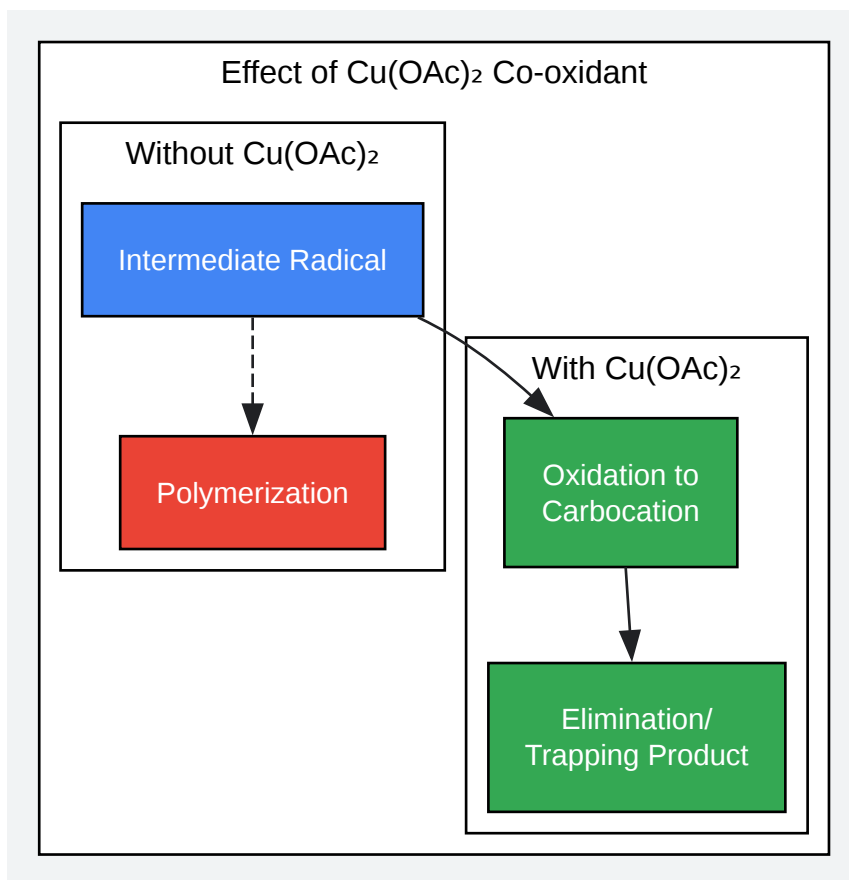 Effect of Cu(OAc)₂ Co-oxidant
Without Cu(OAc)₂
Intermediate Radical
Polymerization
With Cu(OAc)₂
Oxidation to
Carbocation
Elimination/
Trapping Product